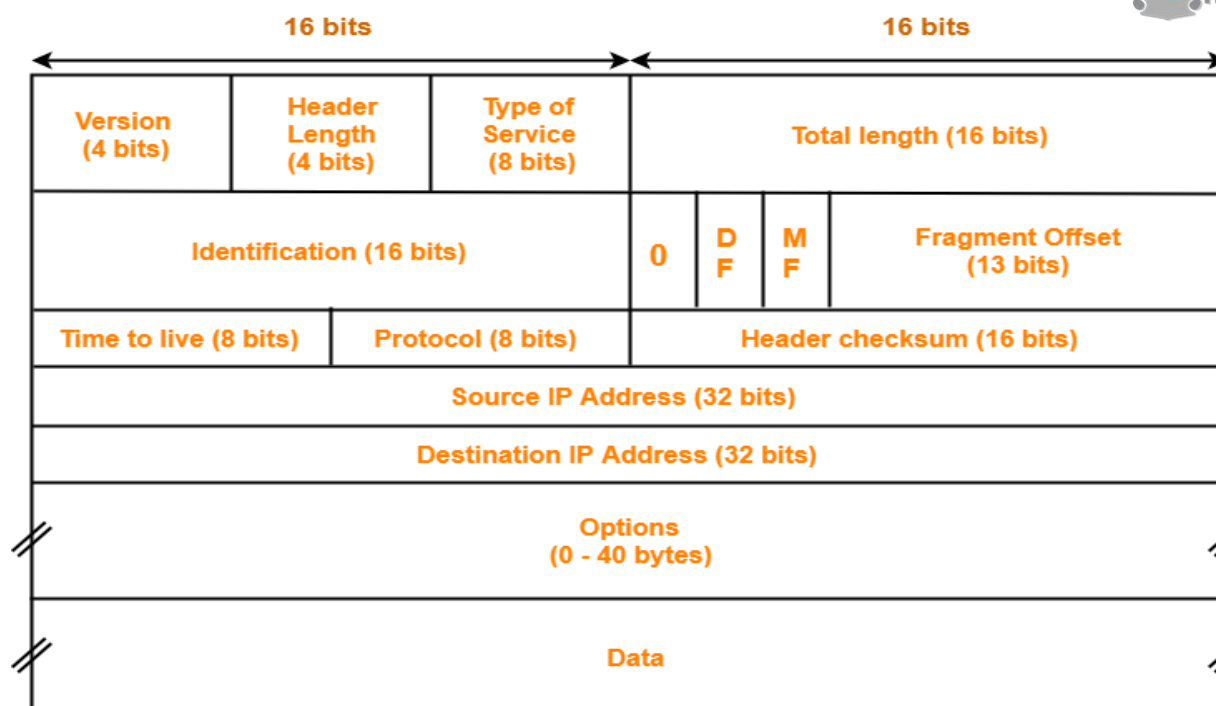 16 bits
16 bits
Version
(4 bits)
Header
Length
(4 bits)
Type of
Service
(8 bits)
Total length (16 bits)
Identification (16 bits)
0
D
F
M
F
Fragment Offset
(13 bits)
Time to live (8 bits)
Protocol (8 bits)
Header checksum (16 bits)
Source IP Address (32 bits)
Destination IP Address (32 bits)
Options
(0 - 40 bytes)
Data